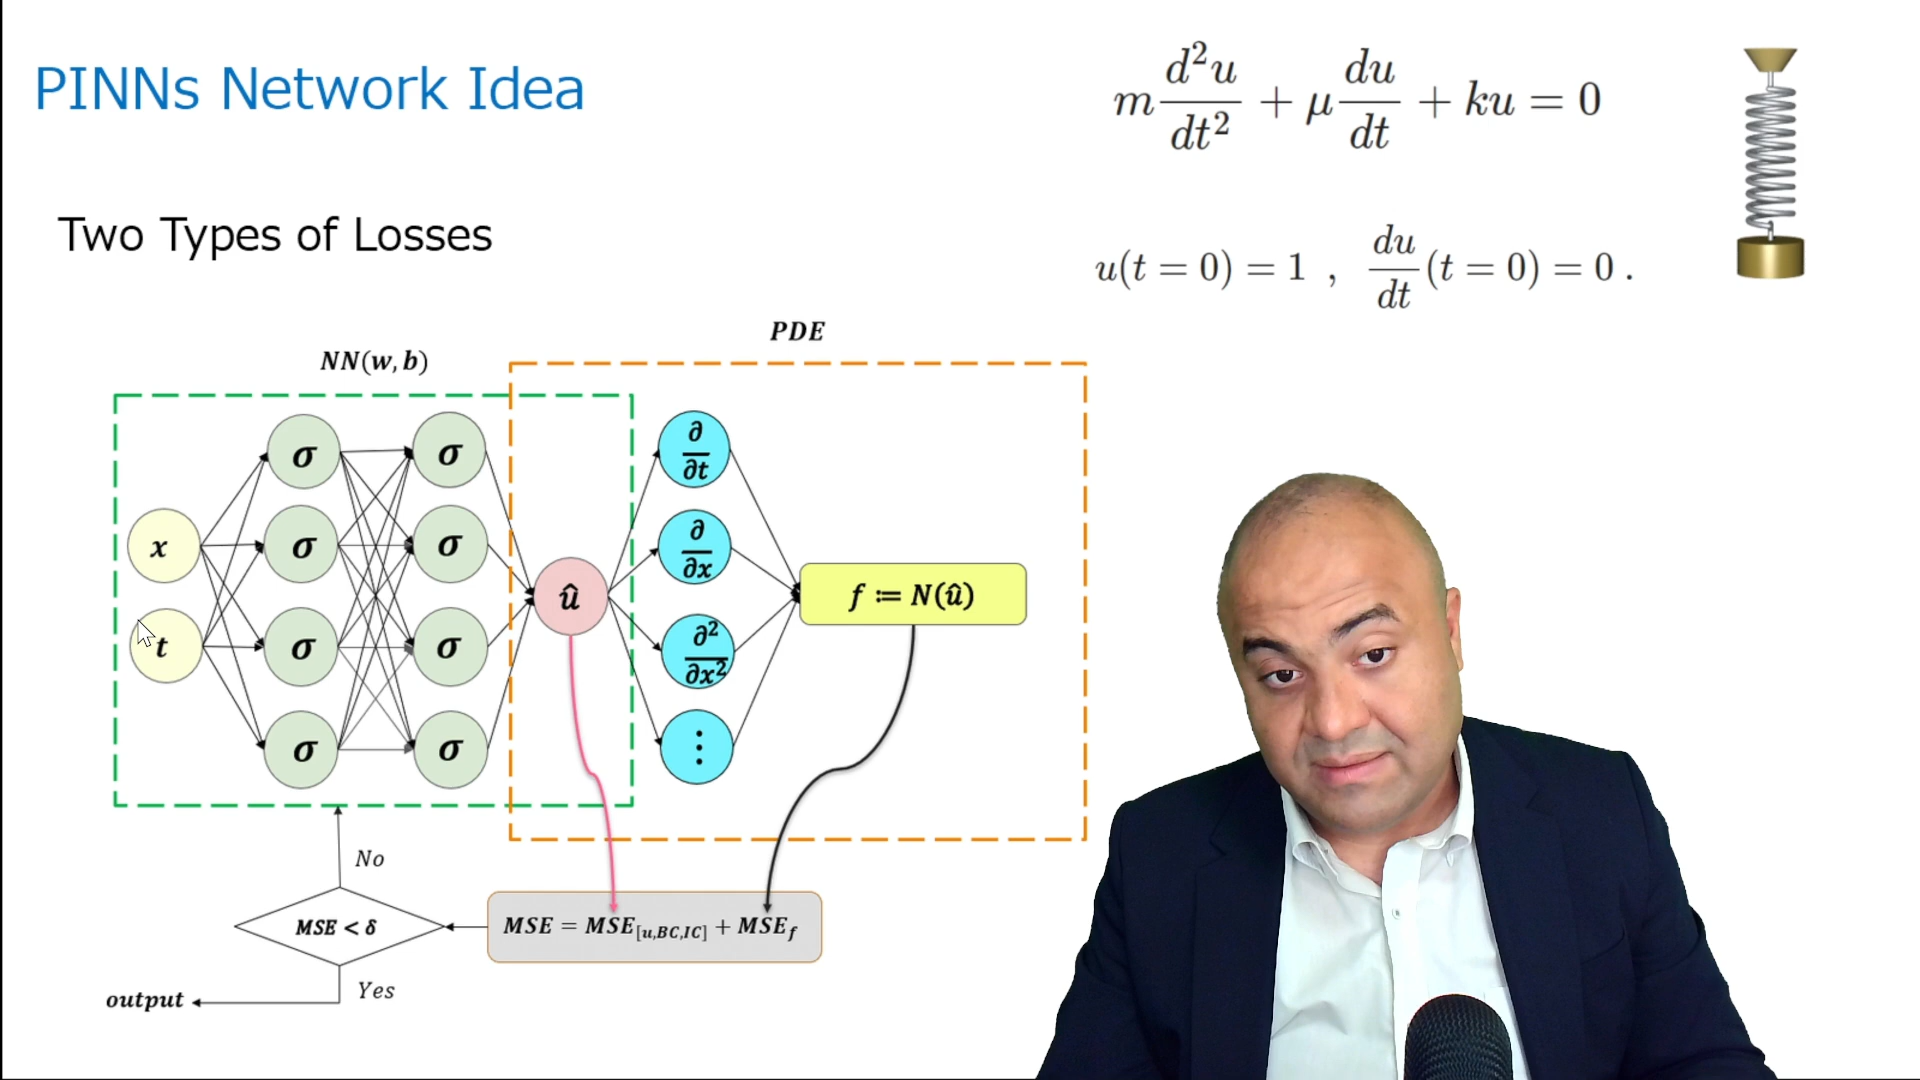 PINNs Network Idea
m d²u/dt² + μ du/dt + ku = 0
Two Types of Losses
u(t = 0) = 1 , du/dt (t = 0) = 0 .
PDE
NN(w, b)
σ σ ∂/∂t
x σ σ ∂/∂x
û f ≔ N(û)
t σ σ ∂²/∂x²
σ σ ⋮
No
MSE < δ
MSE = MSE[u,BC,IC] + MSEf
Yes
output